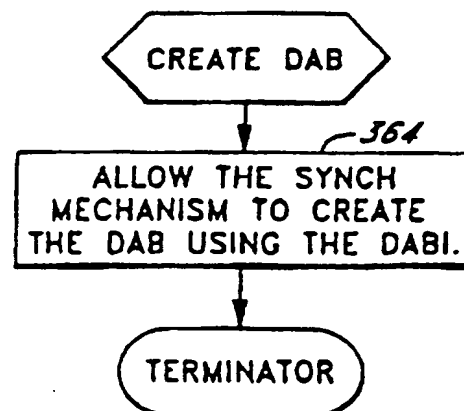 CREATE DAB
364
ALLOW THE SYNCH
MECHANISM TO CREATE
THE DAB USING THE DABI.
TERMINATOR